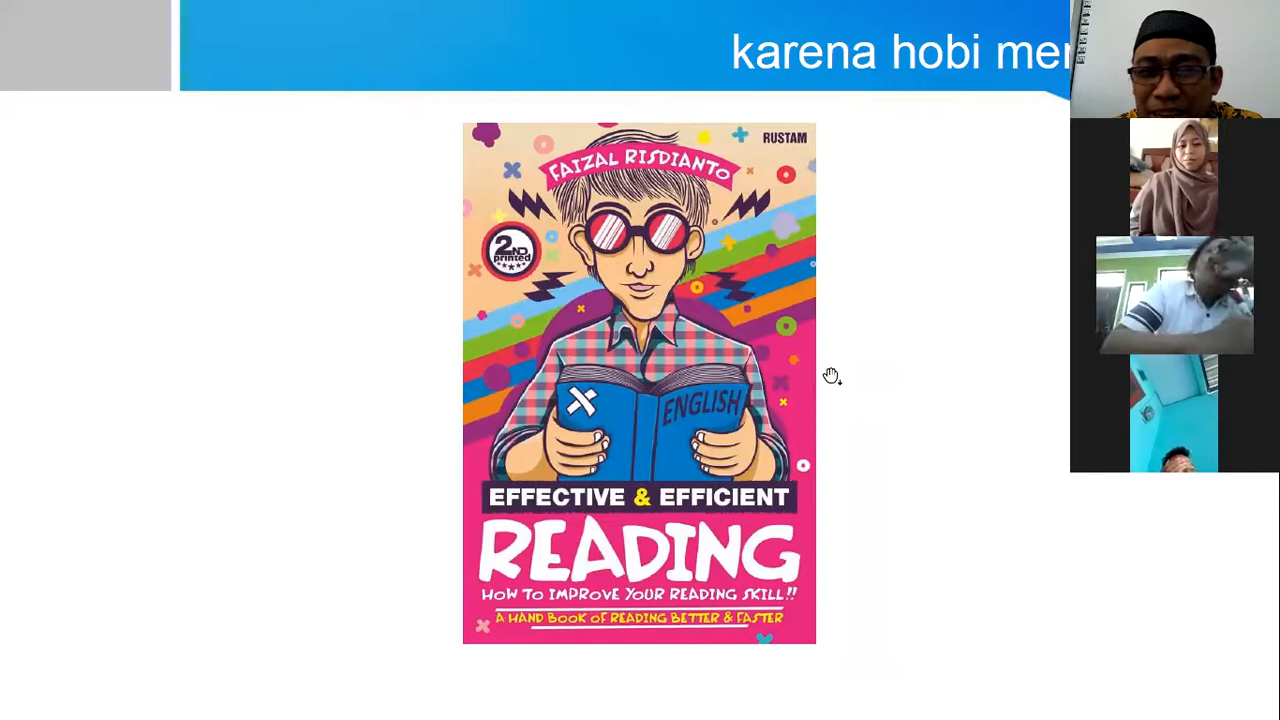 karena hobi
RUSTAM
FAIZAL RISDIANTO
2ND
printed
ENGLISH
EFFECTIVE & EFFICIENT
READING
HOW TO IMPROVE YOUR READING SKILL!!
A HAND BOOK OF READING BETTER & FASTER